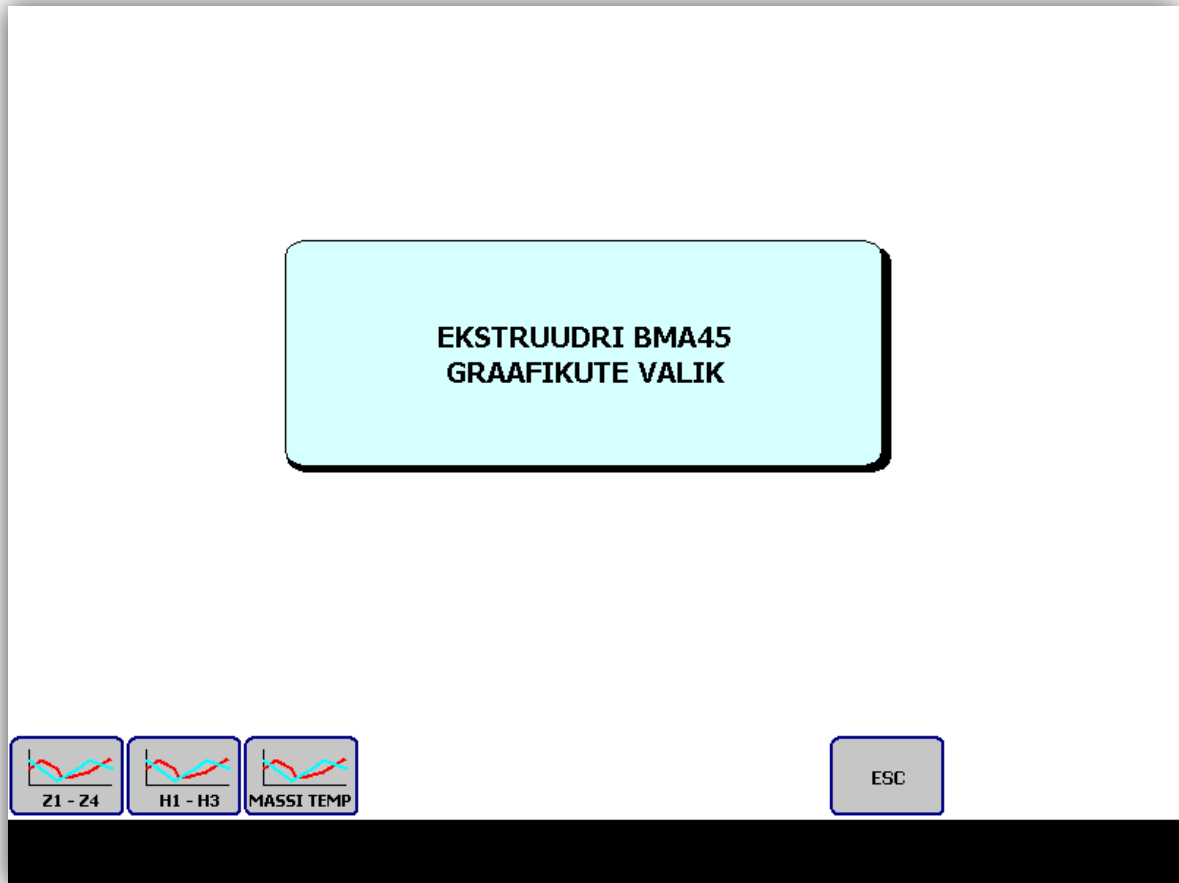 EKSTRUUDRI BMA45
GRAAFIKUTE VALIK
Z1 - Z4
H1 - H3
MASSI TEMP
ESC